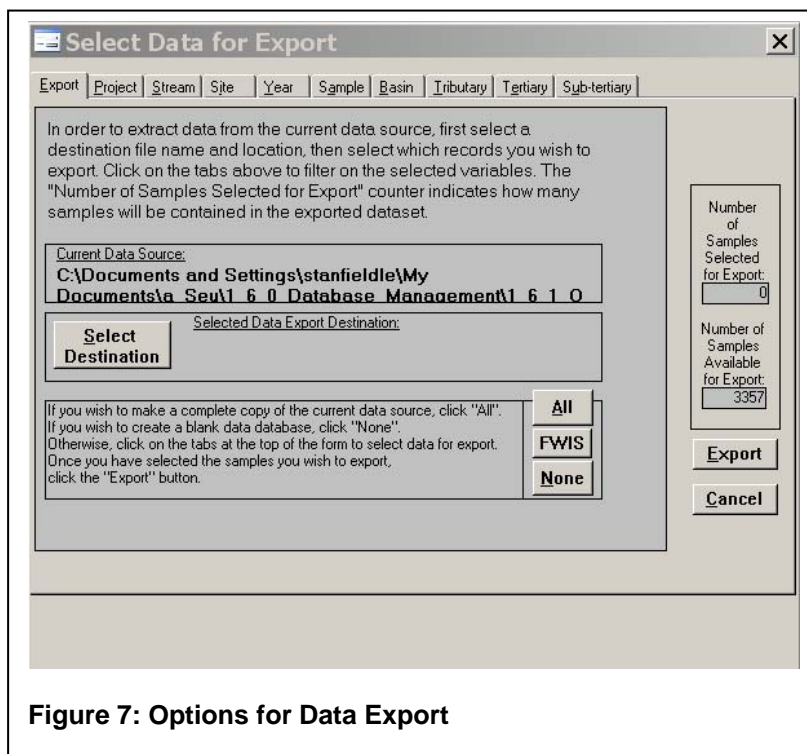 Select Data for Export
Export Project Stream Site Year Sample Basin Tributary Tertiary Sub-tertiary
In order to extract data from the current data source, first select a
destination file name and location, then select which records you wish to
export. Click on the tabs above to filter on the selected variables. The
"Number of Samples Selected for Export" counter indicates how many
samples will be contained in the exported dataset.
Current Data Source:
C:\Documents and Settings\stanfieldle\My
Documents\a_Seu\1_6_0_Database_Management\1_6_1_O
Select
Destination
Selected Data Export Destination:
If you wish to make a complete copy of the current data source, click "All".
If you wish to create a blank data database, click "None".
Otherwise, click on the tabs at the top of the form to select data for export.
Once you have selected the samples you wish to export,
click the "Export" button.
All
FWIS
None
Number
of
Samples
Selected
for Export:
0
Number of
Samples
Available
for Export:
3357
Export
Cancel
Figure 7: Options for Data Export